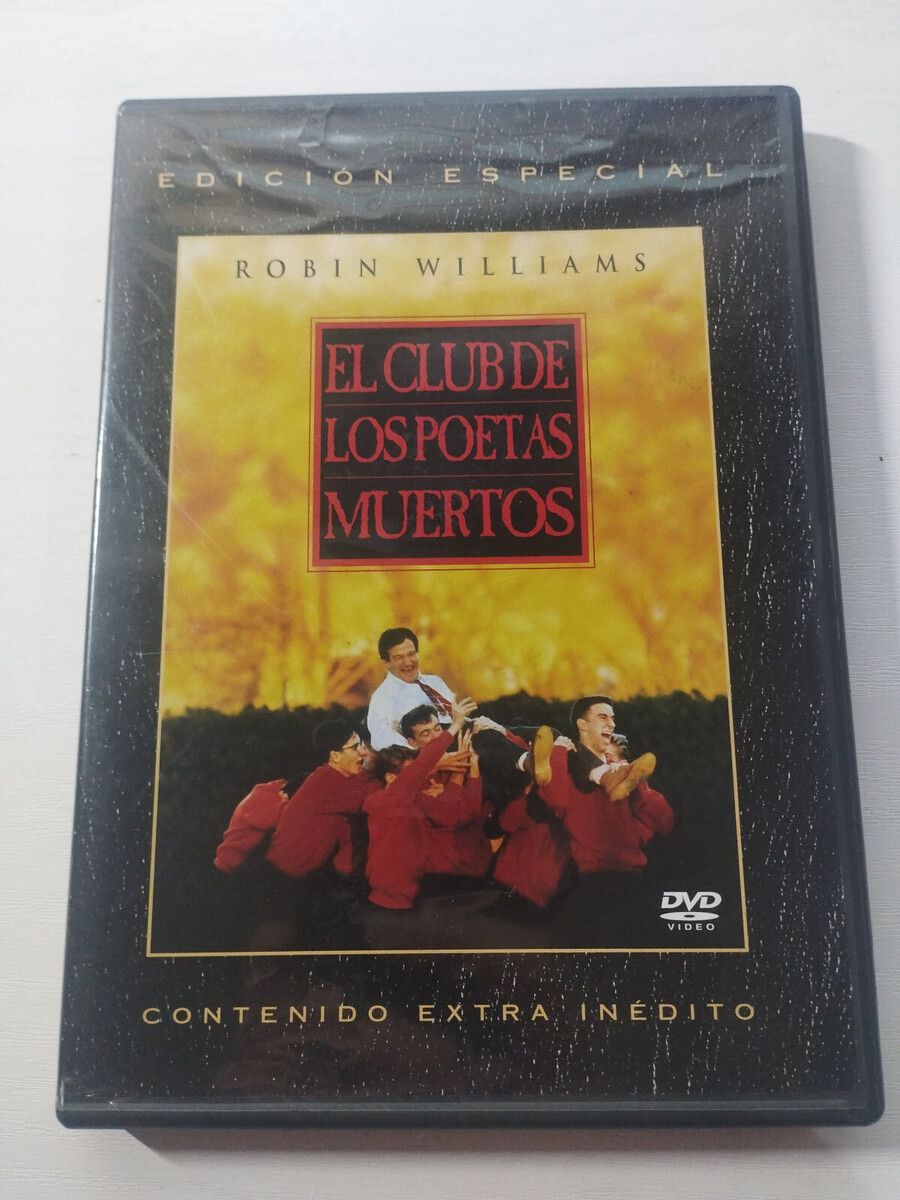 EDICIÓN ESPECIAL
ROBIN WILLIAMS
EL CLUB DE
LOS POETAS
MUERTOS
DVD
VIDEO
CONTENIDO EXTRA INÉDITO